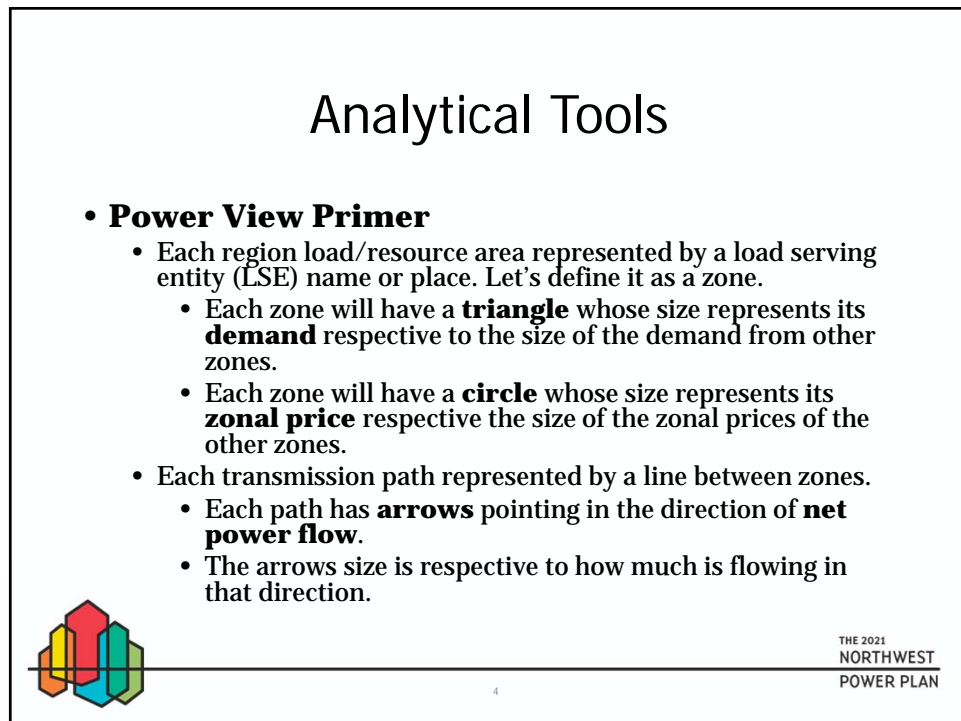 Analytical Tools
• Power View Primer
• Each region load/resource area represented by a load serving
entity (LSE) name or place. Let's define it as a zone.
• Each zone will have a triangle whose size represents its
demand respective to the size of the demand from other
zones.
• Each zone will have a circle whose size represents its
zonal price respective the size of the zonal prices of the
other zones.
• Each transmission path represented by a line between zones.
• Each path has arrows pointing in the direction of net
power flow.
• The arrows size is respective to how much is flowing in
that direction.
THE 2021
NORTHWEST
POWER PLAN
4